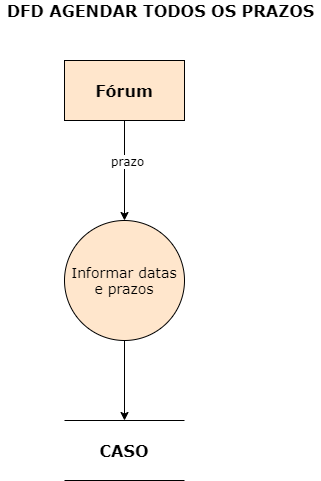 DFD AGENDAR TODOS OS PRAZOS
Fórum
prazo
Informar datas
e prazos
CASO